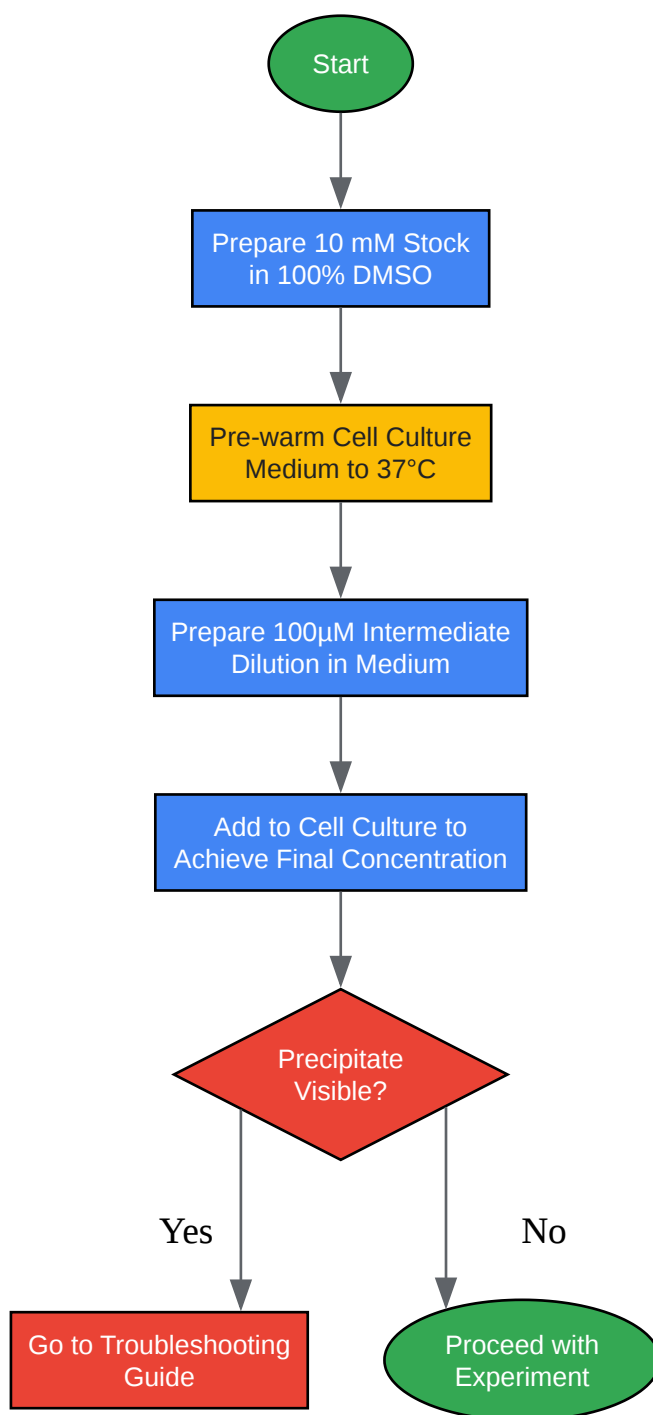 Start
Prepare 10 mM Stock
in 100% DMSO
Pre-warm Cell Culture
Medium to 37°C
Prepare 100µM Intermediate
Dilution in Medium
Add to Cell Culture to
Achieve Final Concentration
Precipitate
Visible?
Yes
No
Go to Troubleshooting
Guide
Proceed with
Experiment